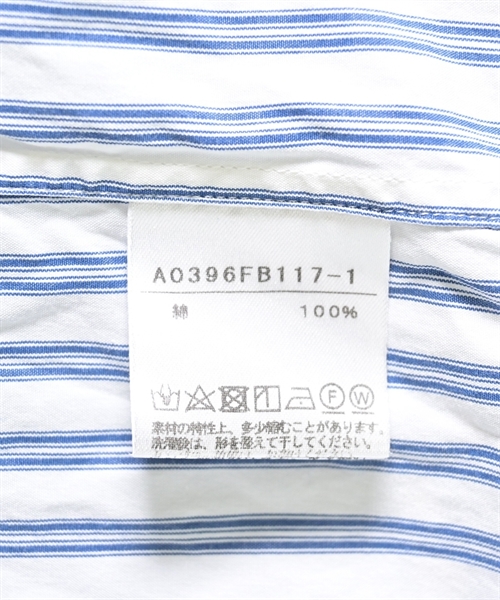 A0396FB117-1
綿 100%
F W
素材の特性上、多少縮むことがあります。
洗濯後は、形を整えて干してください。